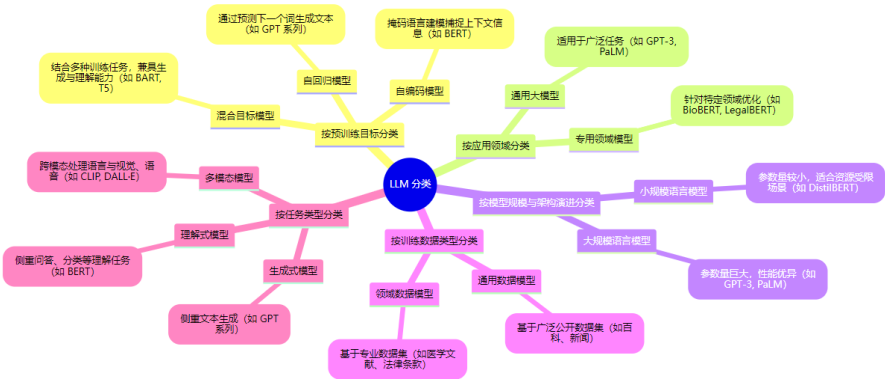 LLM 分类
按预训练目标分类
自回归模型
通过预测下一个词生成文本
（如 GPT 系列）
自编码模型
掩码语言建模捕捉上下文信
息（如 BERT）
混合目标模型
结合多种训练任务，兼具生
成与理解能力（如 BART,
T5）
按应用领域分类
通用大模型
适用于广泛任务（如 GPT-3,
PaLM）
专用领域模型
针对特定领域优化（如
BioBERT, LegalBERT）
按模型规模与架构演进分类
小规模语言模型
参数量较小，适合资源受限
场景（如 DistilBERT）
大规模语言模型
参数量巨大，性能优异（如
GPT-3, PaLM）
按训练数据类型分类
通用数据模型
基于广泛公开数据集（如百
科、新闻）
领域数据模型
基于专业数据集（如医学文
献、法律条款）
按任务类型分类
多模态模型
跨模态处理语言与视觉、语
音（如 CLIP, DALL·E）
理解式模型
侧重问答、分类等理解任务
（如 BERT）
生成式模型
侧重文本生成（如 GPT
系列）